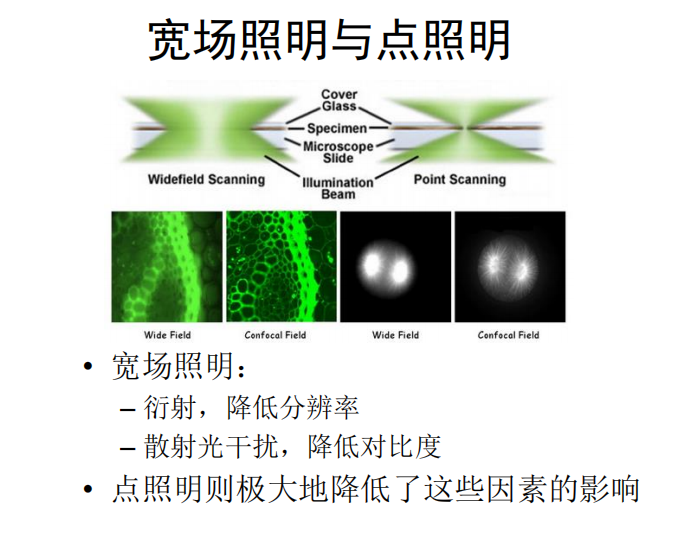 宽场照明与点照明
Cover
Glass
Specimen
Microscope
Slide
Widefield Scanning
Illumination
Beam
Point Scanning
Wide Field
Confocal Field
Wide Field
Confocal Field
• 宽场照明：
– 衍射，降低分辨率
– 散射光干扰，降低对比度
• 点照明则极大地降低了这些因素的影响